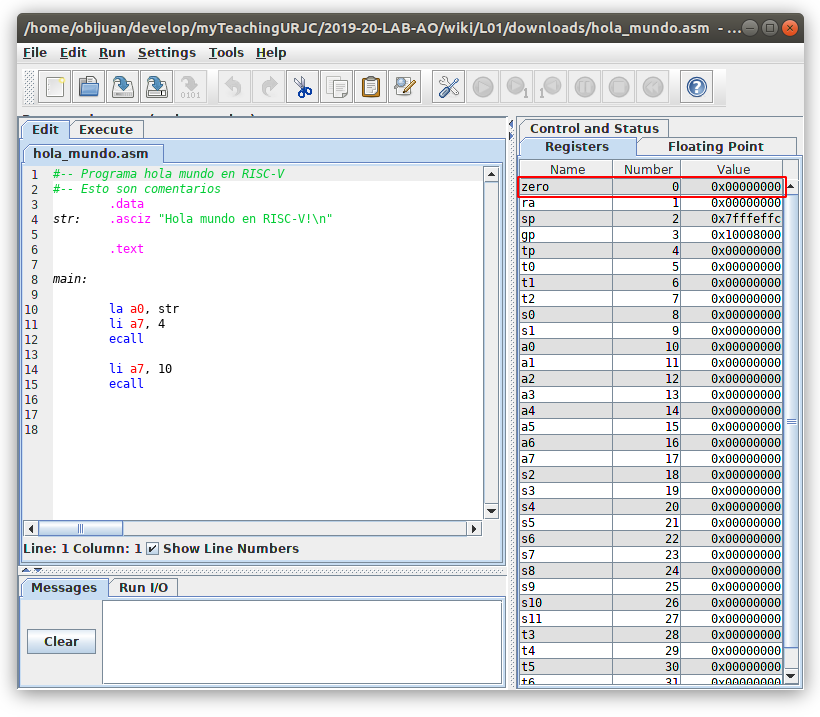 /home/obijuan/develop/myTeachingURJC/2019-20-LAB-AO/wiki/L01/downloads/hola_mundo.asm - ...
File Edit Run Settings Tools Help
Edit Execute
hola_mundo.asm
1 #-- Programa hola mundo en RISC-V
2 #-- Esto son comentarios
3 .data
4 str: .asciz "Hola mundo en RISC-V!\n"
5
6 .text
7
8 main:
9
10 la a0, str
11 li a7, 4
12 ecall
13
14 li a7, 10
15 ecall
16
17
18
Line: 1 Column: 1 Show Line Numbers
Messages Run I/O
Clear
Control and Status
Registers Floating Point
Name Number Value
zero 0 0x00000000
ra 1 0x00000000
sp 2 0x7fffeffc
gp 3 0x10008000
tp 4 0x00000000
t0 5 0x00000000
t1 6 0x00000000
t2 7 0x00000000
s0 8 0x00000000
s1 9 0x00000000
a0 10 0x00000000
a1 11 0x00000000
a2 12 0x00000000
a3 13 0x00000000
a4 14 0x00000000
a5 15 0x00000000
a6 16 0x00000000
a7 17 0x00000000
s2 18 0x00000000
s3 19 0x00000000
s4 20 0x00000000
s5 21 0x00000000
s6 22 0x00000000
s7 23 0x00000000
s8 24 0x00000000
s9 25 0x00000000
s10 26 0x00000000
s11 27 0x00000000
t3 28 0x00000000
t4 29 0x00000000
t5 30 0x00000000
t6 31 0x00000000